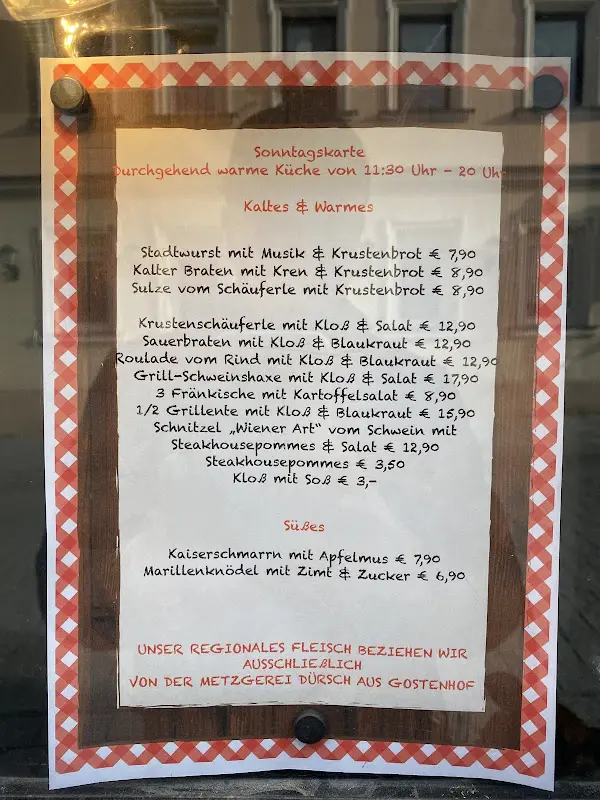 Sonntagskarte
Durchgehend warme Küche von 11:30 Uhr - 20 Uhr
Kaltes & Warmes
Stadtwurst mit Musik & Krustenbrot € 7,90
Kalter Braten mit Kren & Krustenbrot € 8,90
Sulze vom Schäuferle mit Krustenbrot € 8,90
Krustenschäuferle mit Kloß & Salat € 12,90
Sauerbraten mit Kloß & Blaukraut € 12,90
Roulade vom Rind mit Kloß & Blaukraut € 12,90
Grill-Schweinshaxe mit Kloß & Salat € 17,90
3 Fränkische mit Kartoffelsalat € 8,90
1/2 Grillente mit Kloß & Blaukraut € 15,90
Schnitzel „Wiener Art" vom Schwein mit
Steakhousepommes & Salat € 12,90
Steakhousepommes € 3,50
Kloß mit Soß € 3,-
Süßes
Kaiserschmarrn mit Apfelmus € 7,90
Marillenknödel mit Zimt & Zucker € 6,90
UNSER REGIONALES FLEISCH BEZIEHEN WIR
AUSSCHLIEßLICH
VON DER METZGEREI DÜRSCH AUS GOSTENHOF